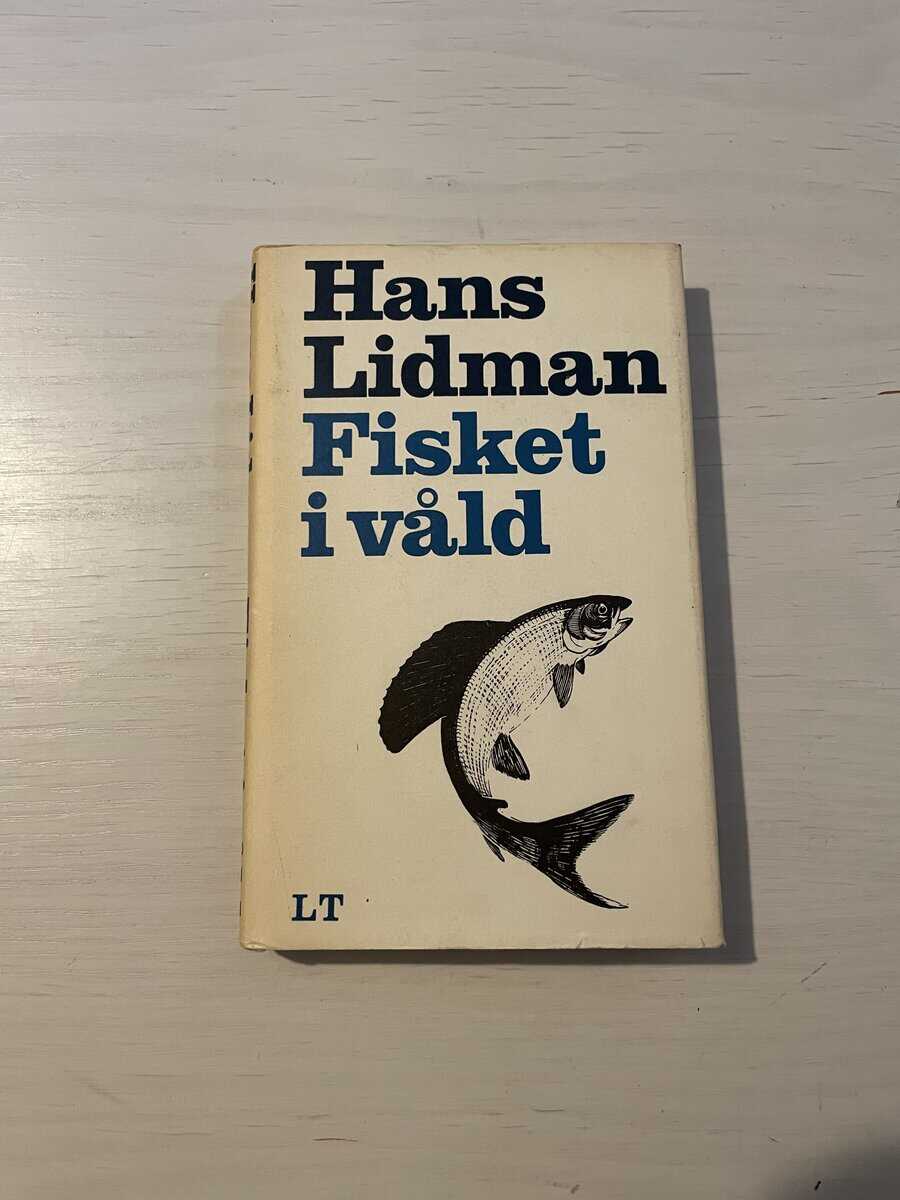 Hans
Lidman
Fisket
i våld
LT